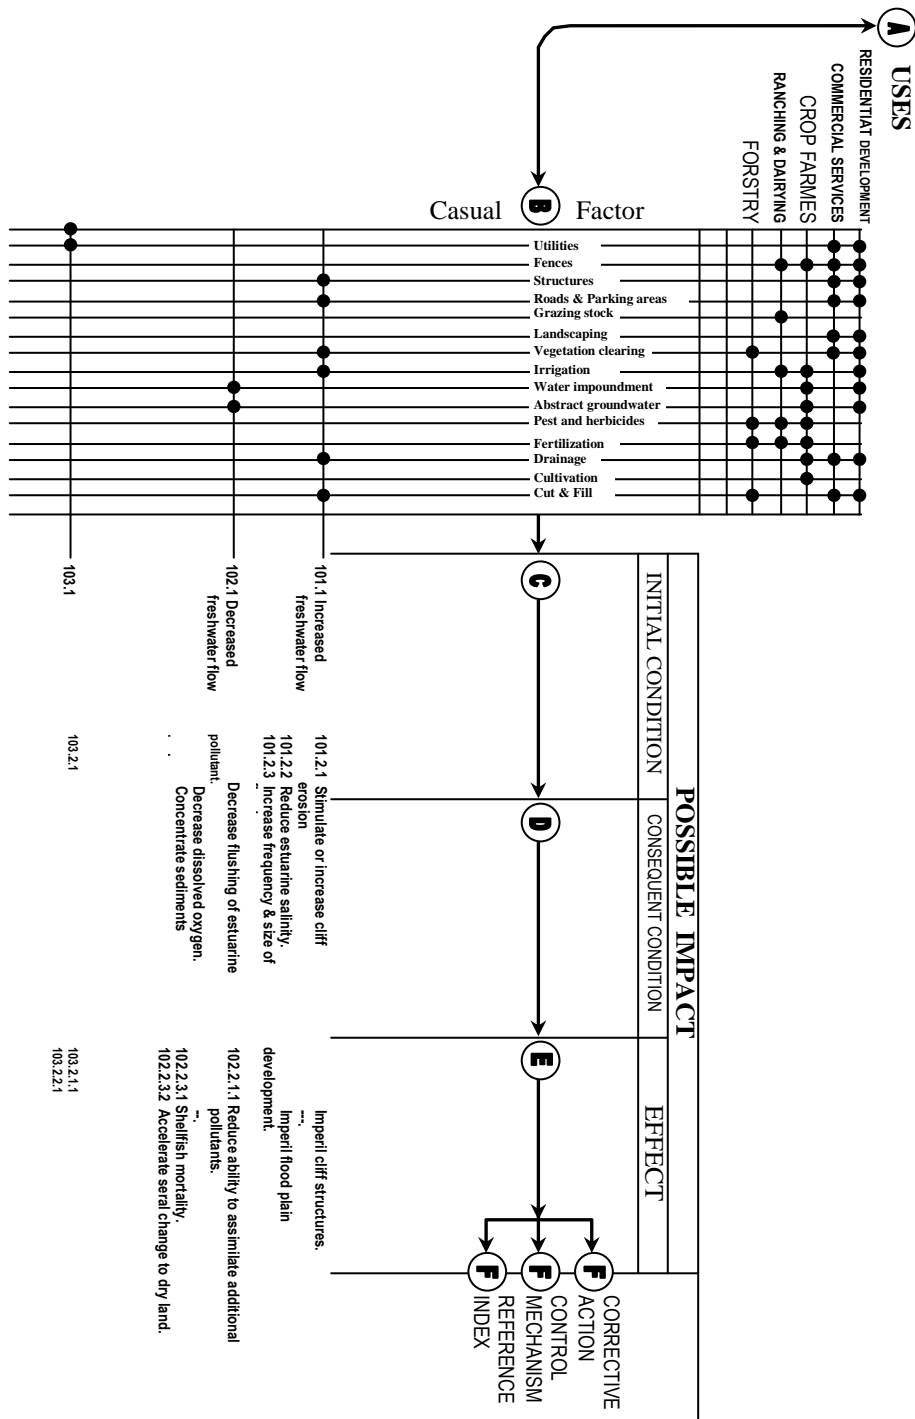 A
USES
RESIDENTIAT DEVELOPMENT
COMMERCIAL SERVICES
CROP FARMES
RANCHING & DAIRYING
FORSTRY
Casual B Factor
Utilities
Fences
Structures
Roads & Parking areas
Grazing stock
Landscaping
Vegetation clearing
Irrigation
Water impoundment
Abstract groundwater
Pest and herbicides
Fertilization
Drainage
Cultivation
Cut & Fill
POSSIBLE IMPACT
INITIAL CONDITION
CONSEQUENT CONDITION
EFFECT
C
D
E
F CORRECTIVE
ACTION
F CONTROL
MECHANISM
F REFERENCE
INDEX
101.1 Increased
freshwater flow
101.2.1 Stimulate or increase cliff
erosion
101.2.2 Reduce estuarine salinity.
101.2.3 Increase frequency & size of
Imperil cliff structures.
---.
Imperil flood plain
development.
102.1 Decreased
freshwater flow
Decrease flushing of estuarine
pollutant.
Decrease dissolved oxygen.
Concentrate sediments
. .
102.2.1.1 Reduce ability to assimilate additional
pollutants.
--.
102.2.3.1 Shellfish mortality.
102.2.3.2 Accelerate seral change to dry land.
103.1
103.2.1
103.2.1.1
103.2.2.1